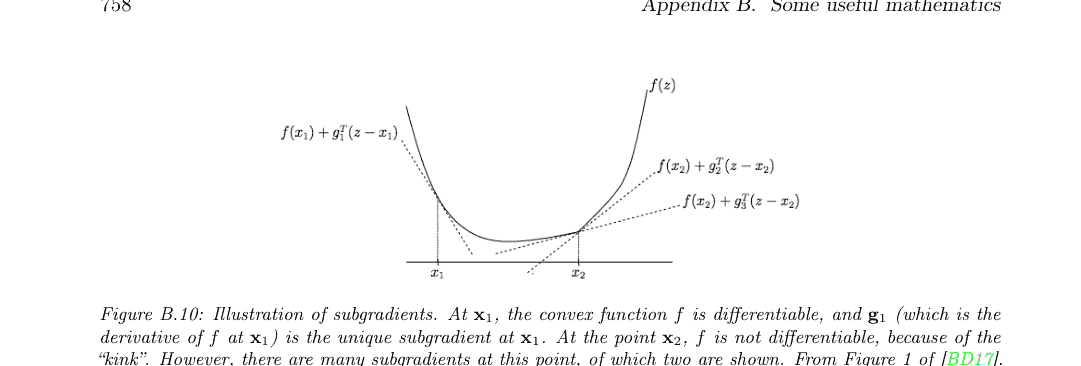 758 Appendix B. Some useful mathematics
f(z)
f(x₁) + g₁ᵀ(z − x₁)
f(x₂) + g₂ᵀ(z − x₂)
f(x₂) + g₃ᵀ(z − x₂)
x₁ x₂
Figure B.10: Illustration of subgradients. At x₁, the convex function f is differentiable, and g₁ (which is the
derivative of f at x₁) is the unique subgradient at x₁. At the point x₂, f is not differentiable, because of the
“kink”. However, there are many subgradients at this point, of which two are shown. From Figure 1 of [BD17].